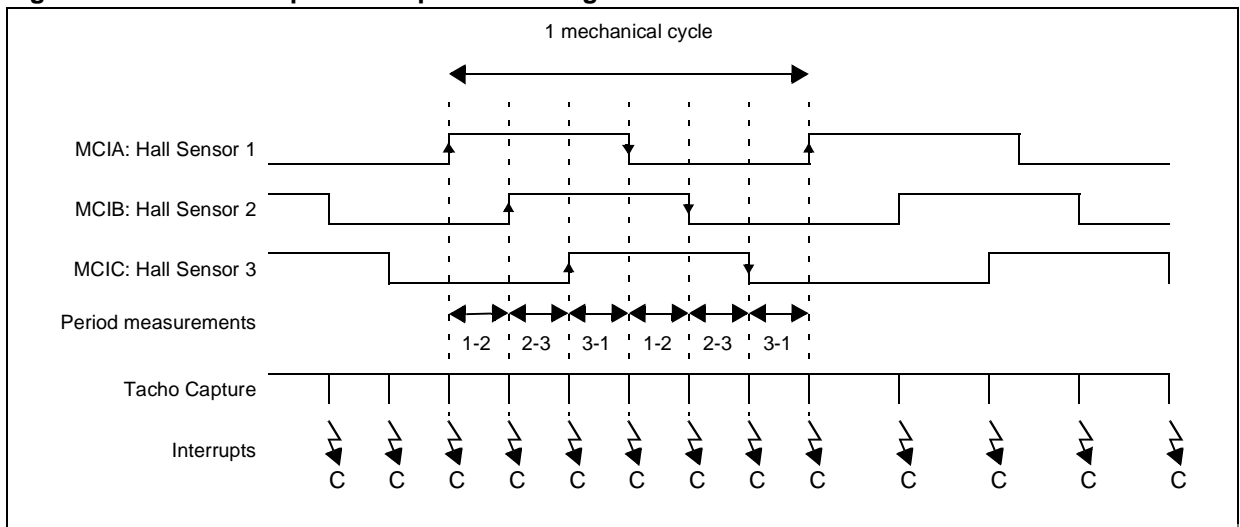 1 mechanical cycle
MCIA: Hall Sensor 1
MCIB: Hall Sensor 2
MCIC: Hall Sensor 3
Period measurements
1-2 2-3 3-1 1-2 2-3 3-1
Tacho Capture
Interrupts
C C C C C C C C C C C C C